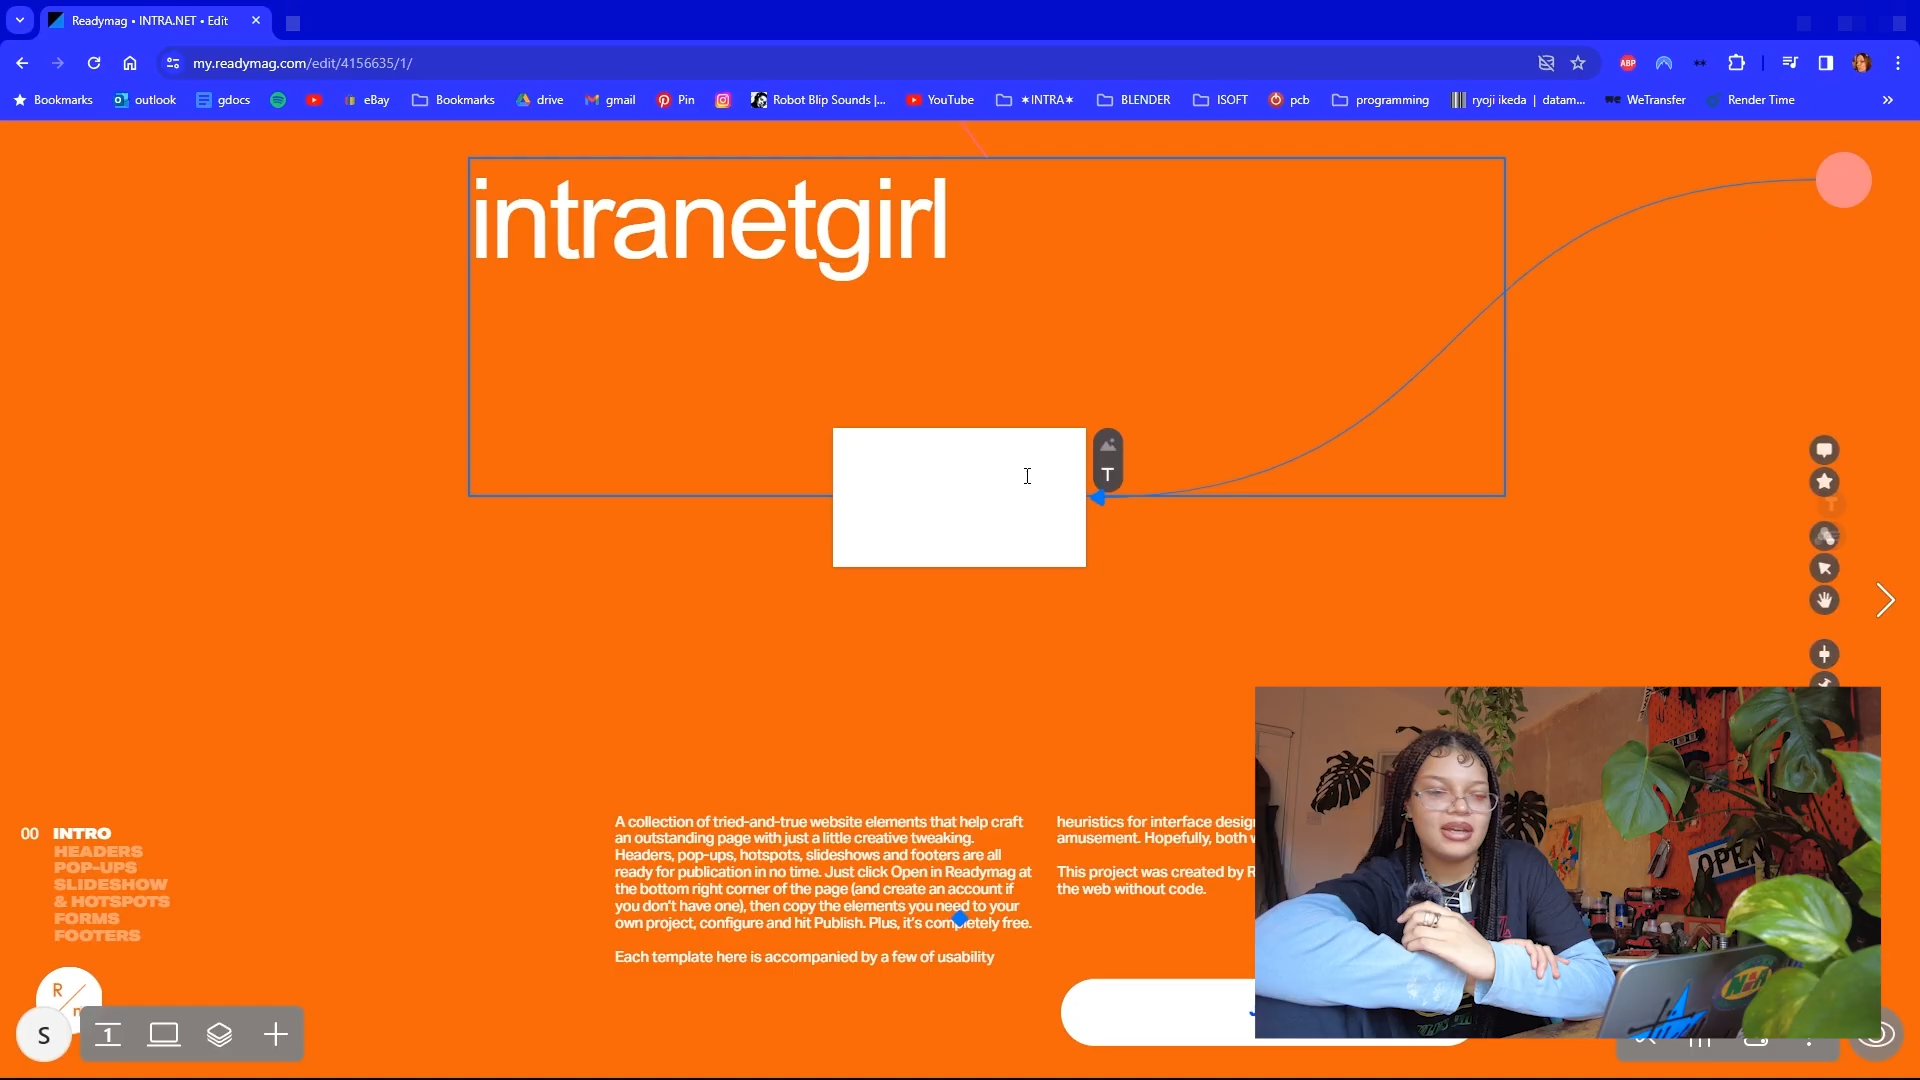 Readymag • INTRA.NET • Edit
my.readymag.com/edit/4156635/1/
ABP
Bookmarks outlook gdocs eBay Bookmarks drive gmail Pin Robot Blip Sounds |... YouTube ✶INTRA✶ BLENDER ISOFT pcb programming ryoji ikeda | datam... WeTransfer Render Time
intranetgirl
T
00 INTRO
HEADERS
POP-UPS
SLIDESHOW
& HOTSPOTS
FORMS
FOOTERS
A collection of tried-and-true website elements that help craft
an outstanding page with just a little creative tweaking.
Headers, pop-ups, hotspots, slideshows and footers are all
ready for publication in no time. Just click Open in Readymag at
the bottom right corner of the page (and create an account if
you don't have one), then copy the elements you need to your
own project, configure and hit Publish. Plus, it's completely free.
Each template here is accompanied by a few of usability
heuristics for interface design
amusement. Hopefully, both
This project was created by R
the web without code.
OPEN
R
S
1